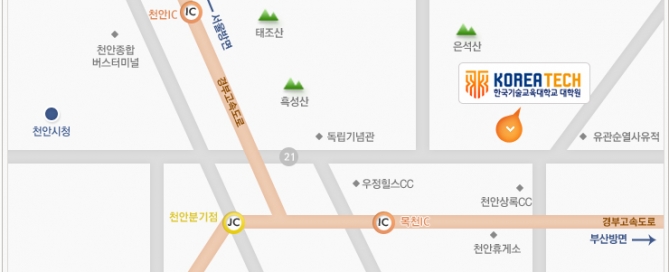 천안IC
IC
서울방면
태조산
은석산
천안종합
버스터미널
KOREATECH
한국기술교육대학교 대학원
경부고속도로
흑성산
천안시청
독립기념관
유관순열사유적
21
우정힐스CC
천안상록CC
천안분기점
JC
IC
목천IC
경부고속도로
천안휴게소
부산방면